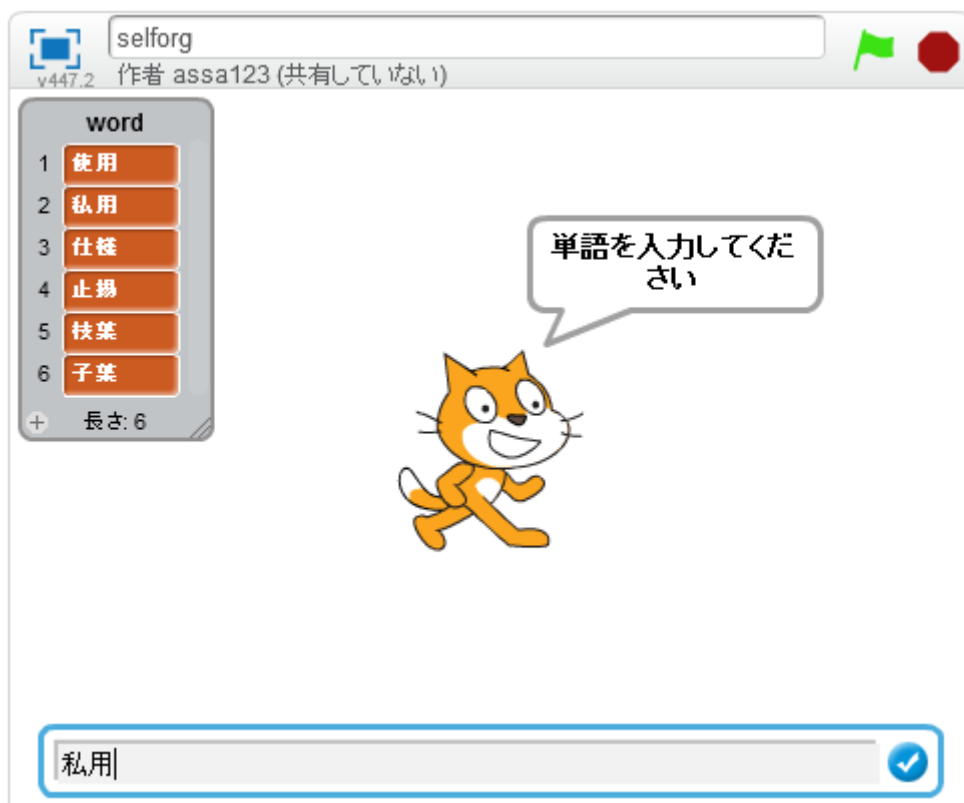 selforg
v447.2
作者 assa123 (共有していない)
word
1 使用
2 私用
3 仕様
4 止揚
5 枝葉
6 子葉
+ 長さ: 6
単語を入力してくだ
さい
私用